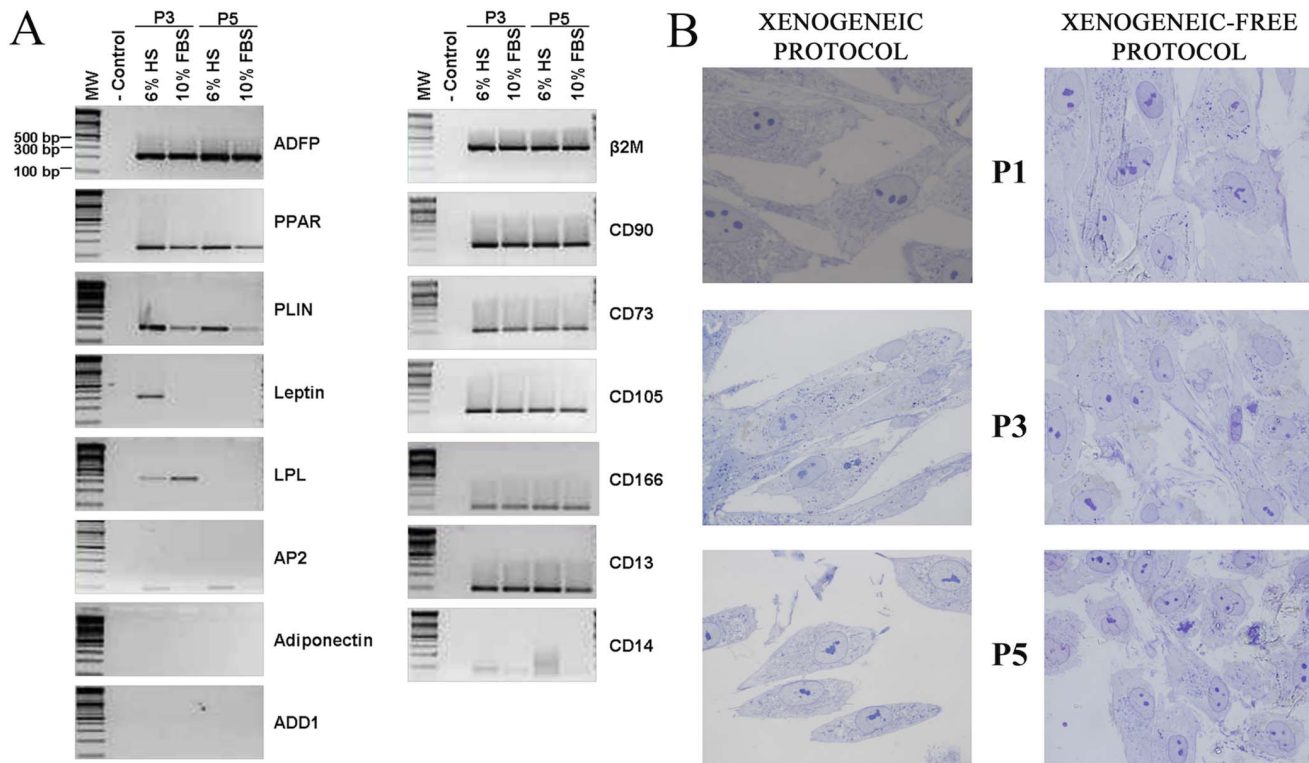 A
P3
P5
MW
- Control
6% HS
10% FBS
6% HS
10% FBS
500 bp
300 bp
100 bp
ADFP
PPAR
PLIN
Leptin
LPL
AP2
Adiponectin
ADD1
P3
P5
MW
- Control
6% HS
10% FBS
6% HS
10% FBS
β2M
CD90
CD73
CD105
CD166
CD13
CD14
B
XENOGENEIC
PROTOCOL
XENOGENEIC-FREE
PROTOCOL
P1
P3
P5